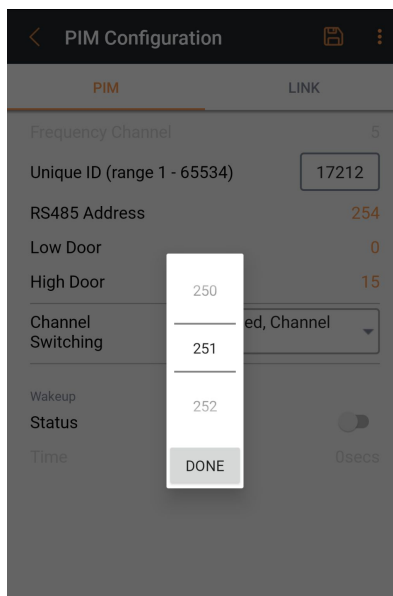 PIM Configuration
PIM LINK
Frequency Channel 5
Unique ID (range 1 - 65534) 17212
RS485 Address 254
Low Door 0
High Door 15
250
Channel Switching ed, Channel
251
Wakeup
252
Status
Time 0secs
DONE